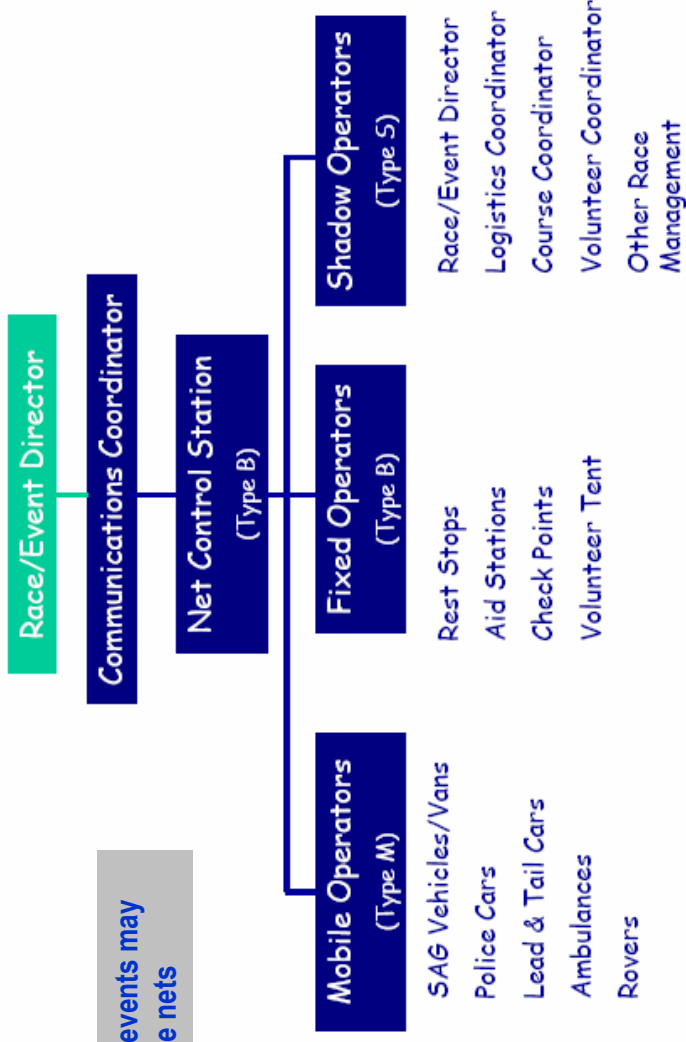 Race/Event Director
Communications Coordinator
events may
nets
Net Control Station
(Type B)
Mobile Operators
(Type M)
SAG Vehicles/Vans
Police Cars
Lead & Tail Cars
Ambulances
Rovers
Fixed Operators
(Type B)
Rest Stops
Aid Stations
Check Points
Volunteer Tent
Shadow Operators
(Type S)
Race/Event Director
Logistics Coordinator
Course Coordinator
Volunteer Coordinator
Other Race
Management